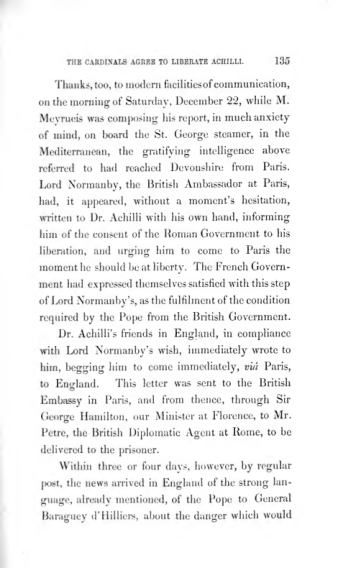 THE CARDINALS AGREE TO LIBERATE ACHILLI. 135
Thanks, too, to modern facilities of communication,
on the morning of Saturday, December 22, while M.
Meyrueis was composing his report, in much anxiety
of mind, on board the St. George steamer, in the
Mediterranean, the gratifying intelligence above
referred to had reached Devonshire from Paris.
Lord Normanby, the British Ambassador at Paris,
had, it appeared, without a moment's hesitation,
written to Dr. Achilli with his own hand, informing
him of the consent of the Roman Government to his
liberation, and urging him to come to Paris the
moment he should be at liberty. The French Govern-
ment had expressed themselves satisfied with this step
of Lord Normanby's, as the fulfilment of the condition
required by the Pope from the British Government.
Dr. Achilli's friends in England, in compliance
with Lord Normanby's wish, immediately wrote to
him, begging him to come immediately, viâ Paris,
to England. This letter was sent to the British
Embassy in Paris, and from thence, through Sir
George Hamilton, our Minister at Florence, to Mr.
Petre, the British Diplomatic Agent at Rome, to be
delivered to the prisoner.
Within three or four days, however, by regular
post, the news arrived in England of the strong lan-
guage, already mentioned, of the Pope to General
Baraguey d'Hilliers, about the danger which would